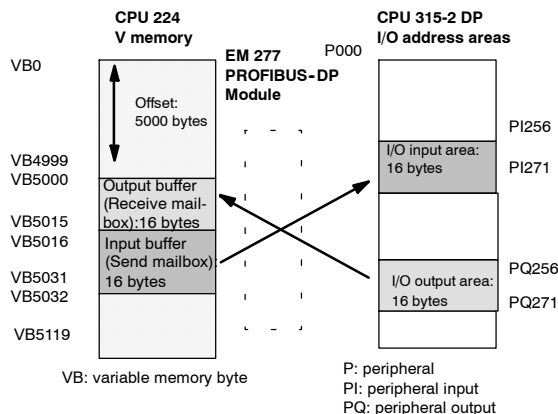 CPU 224
V memory
CPU 315-2 DP
I/O address areas
EM 277
PROFIBUS-DP
Module
P000
VB0
Offset:
5000 bytes
VB4999
VB5000
Output buffer
(Receive mail-
box):16 bytes
VB5015
VB5016
Input buffer
(Send mailbox):
16 bytes
VB5031
VB5032
VB5119
PI256
I/O input area:
16 bytes
PI271
PQ256
I/O output area:
16 bytes
PQ271
VB: variable memory byte
P: peripheral
PI: peripheral input
PQ: peripheral output